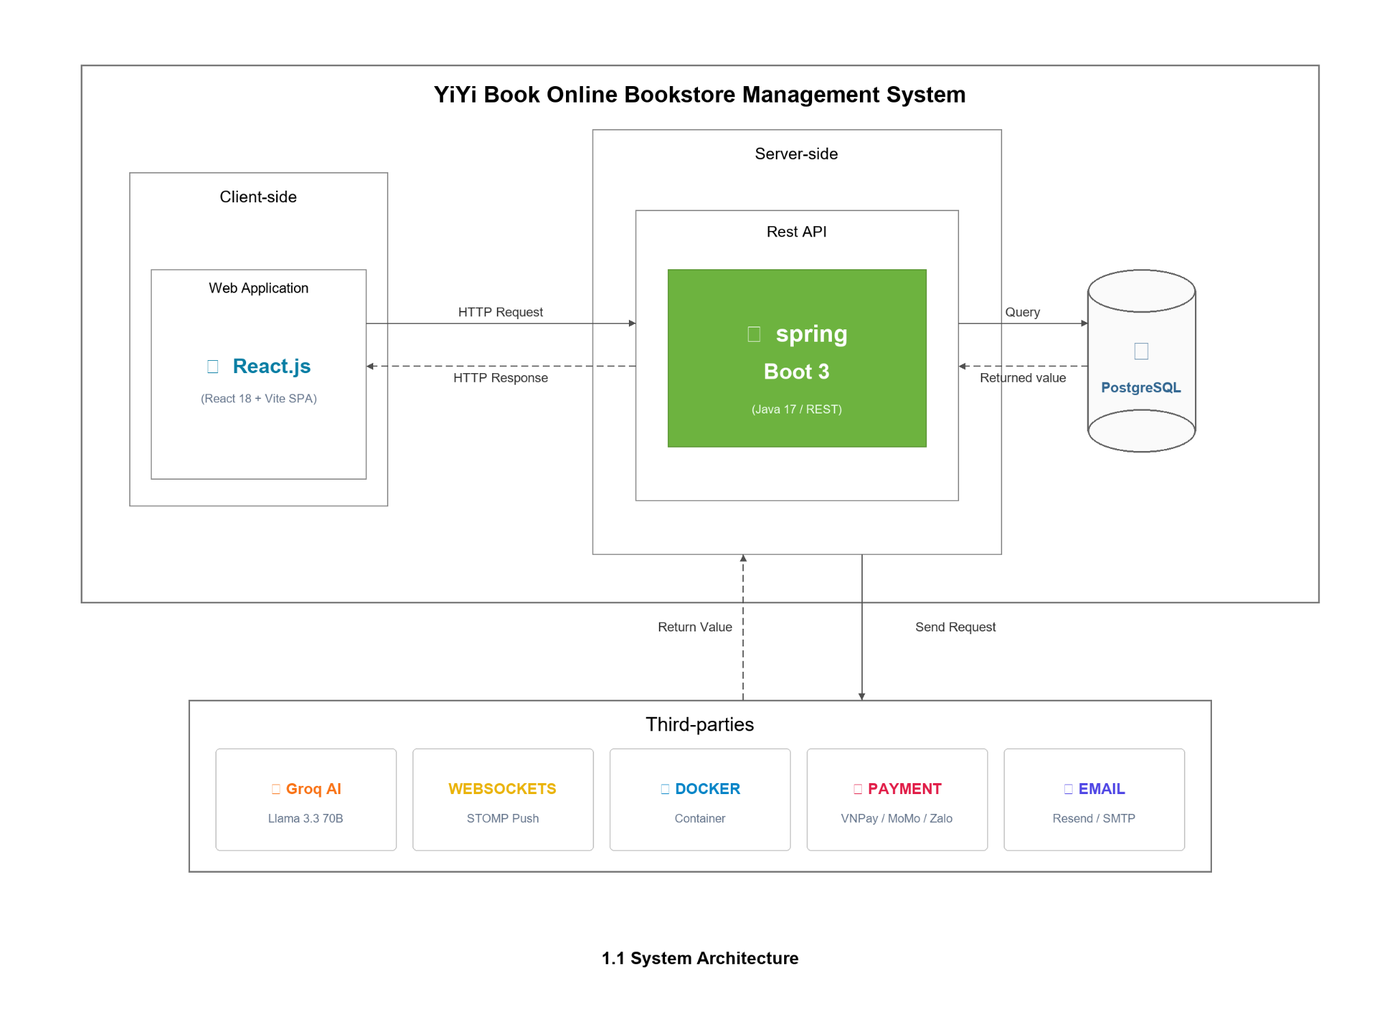 YiYi Book Online Bookstore Management System
Server-side
Client-side
Rest API
Web Application
React.js
(React 18 + Vite SPA)
HTTP Request
HTTP Response
spring
Boot 3
(Java 17 / REST)
Query
Returned value
PostgreSQL
Return Value
Send Request
Third-parties
Groq AI
Llama 3.3 70B
WEBSOCKETS
STOMP Push
DOCKER
Container
PAYMENT
VNPay / MoMo / Zalo
EMAIL
Resend / SMTP
1.1 System Architecture